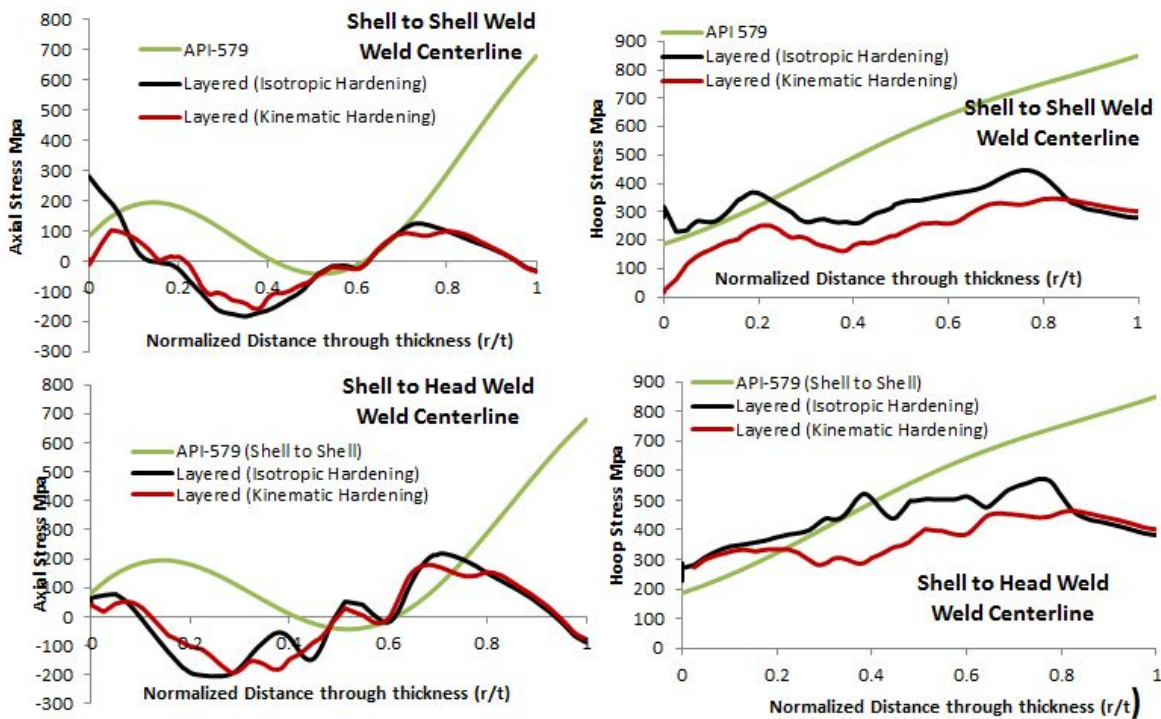 Shell to Shell Weld
Weld Centerline
API-579
Layered (Isotropic Hardening)
Layered (Kinematic Hardening)
Axial Stress Mpa
800
700
600
500
400
300
200
100
0
-100
-200
-300
0
0.2
0.4
0.6
0.8
1
Normalized Distance through thickness (r/t)
API 579
Layered (Isotropic Hardening)
Layered (Kinematic Hardening)
Shell to Shell Weld
Weld Centerline
Hoop Stress Mpa
900
800
700
600
500
400
300
200
100
0
Normalized Distance through thickness (r/t)
0
0.2
0.4
0.6
0.8
1
Shell to Head Weld
Weld Centerline
API-579 (Shell to Shell)
Layered (Isotropic Hardening)
Layered (Kinematic Hardening)
Axial Stress Mpa
800
700
600
500
400
300
200
100
0
-100
-200
-300
0
0.2
0.4
0.6
0.8
1
Normalized Distance through thickness (r/t)
API-579 (Shell to Shell)
Layered (Isotropic Hardening)
Layered (Kinematic Hardening)
Hoop Stress Mpa
900
800
700
600
500
400
300
200
100
0
Shell to Head Weld
Weld Centerline
0
0.2
0.4
0.6
0.8
1
Normalized Distance through thickness (r/t)